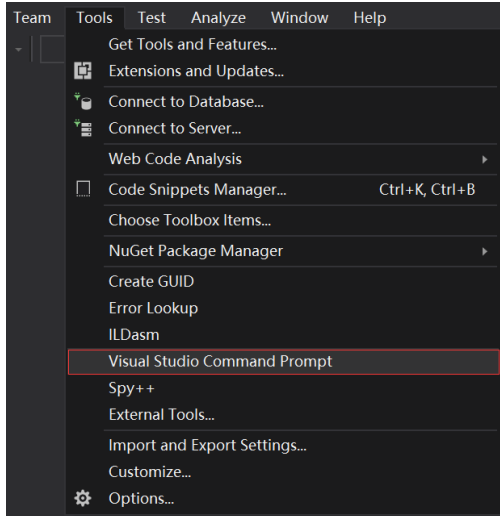 Team Tools Test Analyze Window Help
Get Tools and Features...
Extensions and Updates...
Connect to Database...
Connect to Server...
Web Code Analysis
Code Snippets Manager... Ctrl+K, Ctrl+B
Choose Toolbox Items...
NuGet Package Manager
Create GUID
Error Lookup
ILDasm
Visual Studio Command Prompt
Spy++
External Tools...
Import and Export Settings...
Customize...
Options...